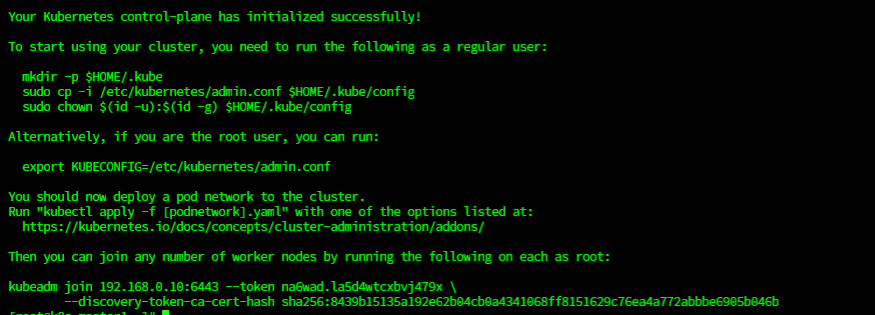 Your Kubernetes control-plane has initialized successfully!
To start using your cluster, you need to run the following as a regular user:
mkdir -p $HOME/.kube
sudo cp -i /etc/kubernetes/admin.conf $HOME/.kube/config
sudo chown $(id -u):$(id -g) $HOME/.kube/config
Alternatively, if you are the root user, you can run:
export KUBECONFIG=/etc/kubernetes/admin.conf
You should now deploy a pod network to the cluster.
Run "kubectl apply -f [podnetwork].yaml" with one of the options listed at:
https://kubernetes.io/docs/concepts/cluster-administration/addons/
Then you can join any number of worker nodes by running the following on each as root:
kubeadm join 192.168.0.10:6443 --token na6wad.la5d4wtcxbvj479x \
--discovery-token-ca-cert-hash sha256:8439b15135a192e62b04cb0a4341068ff8151629c76ea4a772abbbe6905b046b